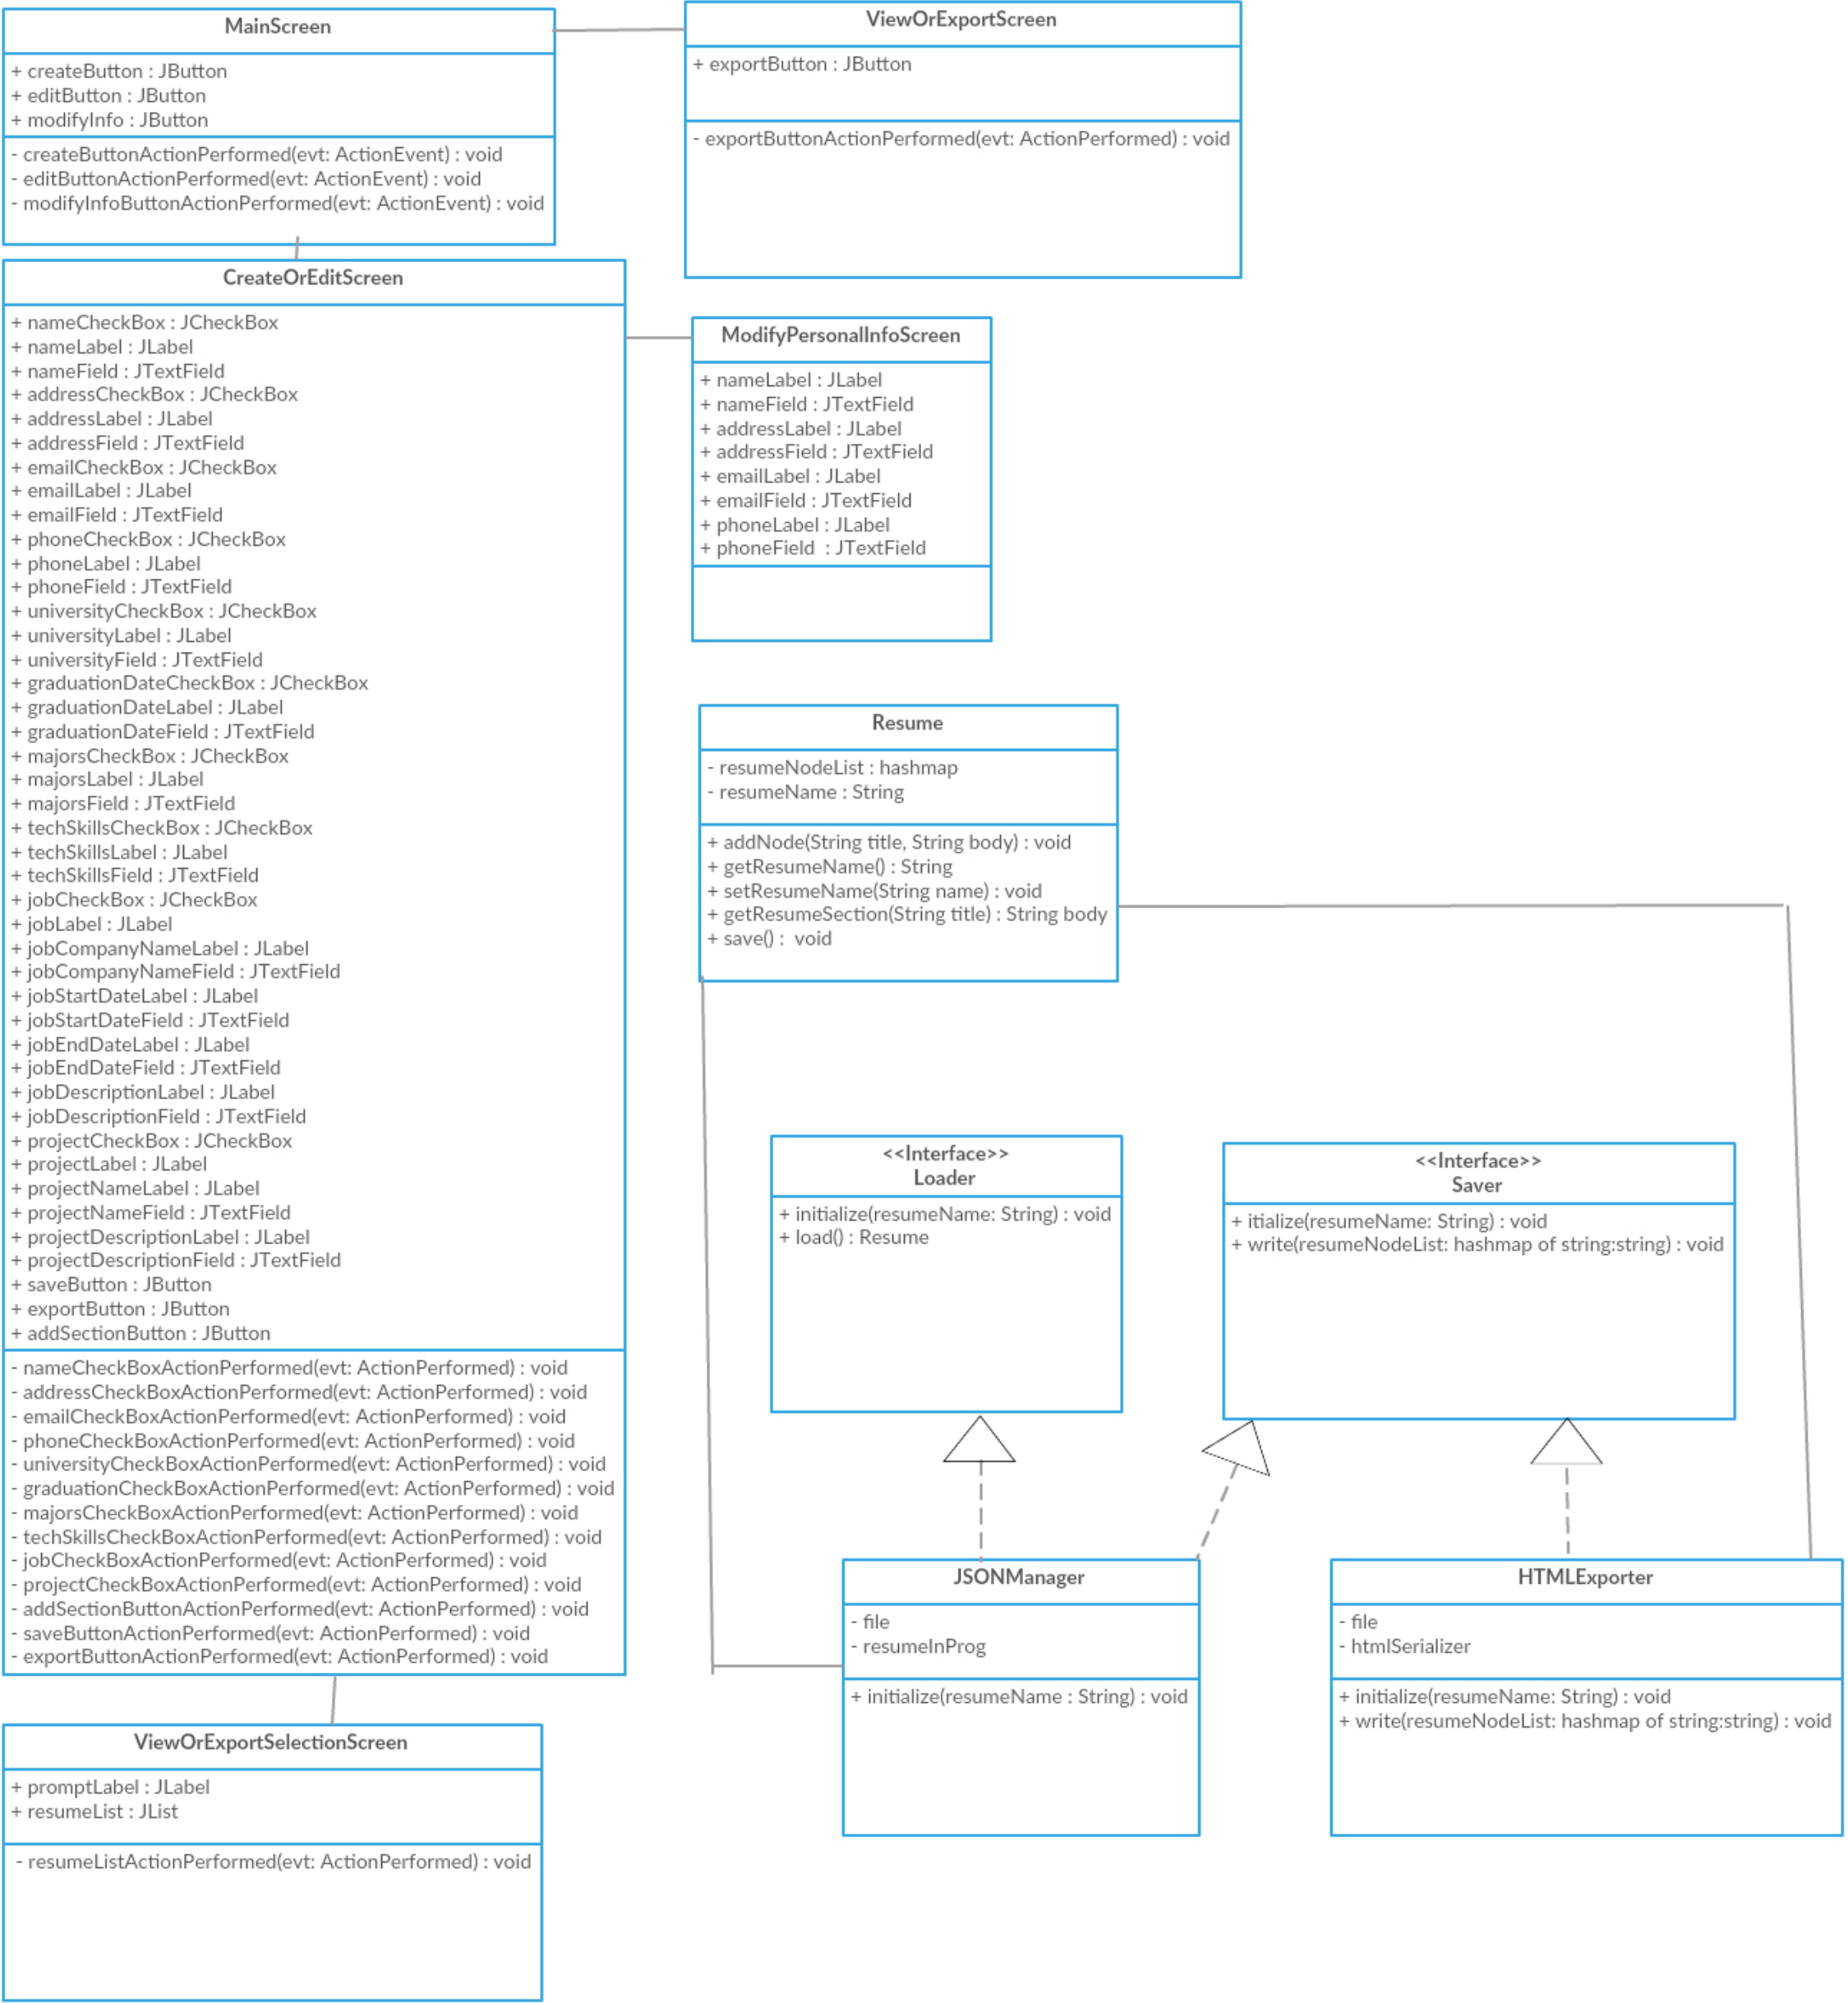 MainScreen
+ createButton : JButton
+ editButton : JButton
+ modifyInfo : JButton
- createButtonActionPerformed(evt: ActionEvent) : void
- editButtonActionPerformed(evt: ActionEvent) : void
- modifyInfoButtonActionPerformed(evt: ActionEvent) : void
ViewOrExportScreen
+ exportButton : JButton
- exportButtonActionPerformed(evt: ActionPerformed) : void
CreateOrEditScreen
+ nameCheckBox : JCheckBox
+ nameLabel : JLabel
+ nameField : JTextField
+ addressCheckBox : JCheckBox
+ addressLabel : JLabel
+ addressField : JTextField
+ emailCheckBox : JCheckBox
+ emailLabel : JLabel
+ emailField : JTextField
+ phoneCheckBox : JCheckBox
+ phoneLabel : JLabel
+ phoneField : JTextField
+ universityCheckBox : JCheckBox
+ universityLabel : JLabel
+ universityField : JTextField
+ graduationDateCheckBox : JCheckBox
+ graduationDateLabel : JLabel
+ graduationDateField : JTextField
+ majorsCheckBox : JCheckBox
+ majorsLabel : JLabel
+ majorsField : JTextField
+ techSkillsCheckBox : JCheckBox
+ techSkillsLabel : JLabel
+ techSkillsField : JTextField
+ jobCheckBox : JCheckBox
+ jobLabel : JLabel
+ jobCompanyNameLabel : JLabel
+ jobCompanyNameField : JTextField
+ jobStartDateLabel : JLabel
+ jobStartDateField : JTextField
+ jobEndDateLabel : JLabel
+ jobEndDateField : JTextField
+ jobDescriptionLabel : JLabel
+ jobDescriptionField : JTextField
+ projectCheckBox : JCheckBox
+ projectLabel : JLabel
+ projectNameLabel : JLabel
+ projectNameField : JTextField
+ projectDescriptionLabel : JLabel
+ projectDescriptionField : JTextField
+ saveButton : JButton
+ exportButton : JButton
+ addSectionButton : JButton
- nameCheckBoxActionPerformed(evt: ActionPerformed) : void
- addressCheckBoxActionPerformed(evt: ActionPerformed) : void
- emailCheckBoxActionPerformed(evt: ActionPerformed) : void
- phoneCheckBoxActionPerformed(evt: ActionPerformed) : void
- universityCheckBoxActionPerformed(evt: ActionPerformed) : void
- graduationCheckBoxActionPerformed(evt: ActionPerformed) : void
- majorsCheckBoxActionPerformed(evt: ActionPerformed) : void
- techSkillsCheckBoxActionPerformed(evt: ActionPerformed) : void
- jobCheckBoxActionPerformed(evt: ActionPerformed) : void
- projectCheckBoxActionPerformed(evt: ActionPerformed) : void
- addSectionButtonActionPerformed(evt: ActionPerformed) : void
- saveButtonActionPerformed(evt: ActionPerformed) : void
- exportButtonActionPerformed(evt: ActionPerformed) : void
ModifyPersonalInfoScreen
+ nameLabel : JLabel
+ nameField : JTextField
+ addressLabel : JLabel
+ addressField : JTextField
+ emailLabel : JLabel
+ emailField : JTextField
+ phoneLabel : JLabel
+ phoneField : JTextField
Resume
- resumeNodeList : hashmap
- resumeName : String
+ addNode(String title, String body) : void
+ getResumeName() : String
+ setResumeName(String name) : void
+ getResumeSection(String title) : String body
+ save() : void
<<Interface>>
Loader
+ initialize(resumeName: String) : void
+ load() : Resume
<<Interface>>
Saver
+ itialize(resumeName: String) : void
+ write(resumeNodeList: hashmap of string:string) : void
JSONManager
- file
- resumeInProg
+ initialize(resumeName : String) : void
HTMLExporter
- file
- htmlSerializer
+ initialize(resumeName: String) : void
+ write(resumeNodeList: hashmap of string:string) : void
ViewOrExportSelectionScreen
+ promptLabel : JLabel
+ resumeList : JList
- resumeListActionPerformed(evt: ActionPerformed) : void